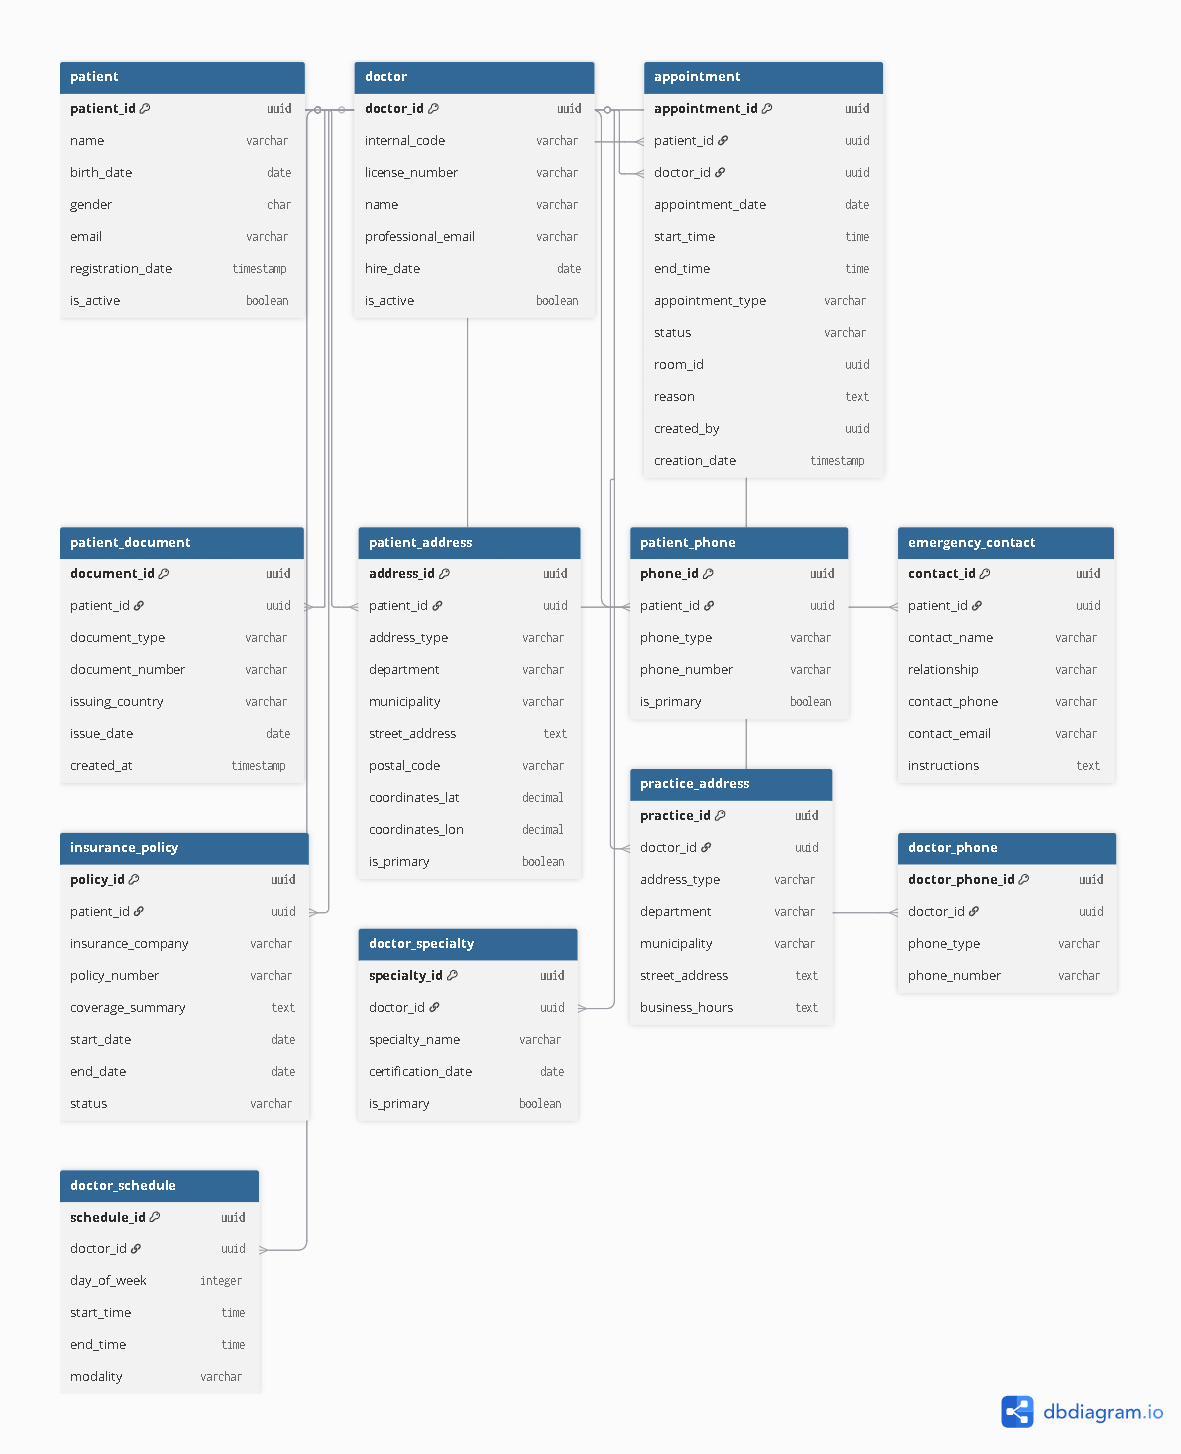 patient
patient_id uuid
name varchar
birth_date date
gender char
email varchar
registration_date timestamp
is_active boolean
doctor
doctor_id uuid
internal_code varchar
license_number varchar
name varchar
professional_email varchar
hire_date date
is_active boolean
appointment
appointment_id uuid
patient_id uuid
doctor_id uuid
appointment_date date
start_time time
end_time time
appointment_type varchar
status varchar
room_id uuid
reason text
created_by uuid
creation_date timestamp
patient_document
document_id uuid
patient_id uuid
document_type varchar
document_number varchar
issuing_country varchar
issue_date date
created_at timestamp
patient_address
address_id uuid
patient_id uuid
address_type varchar
department varchar
municipality varchar
street_address text
postal_code varchar
coordinates_lat decimal
coordinates_lon decimal
is_primary boolean
patient_phone
phone_id uuid
patient_id uuid
phone_type varchar
phone_number varchar
is_primary boolean
emergency_contact
contact_id uuid
patient_id uuid
contact_name varchar
relationship varchar
contact_phone varchar
contact_email varchar
instructions text
insurance_policy
policy_id uuid
patient_id uuid
insurance_company varchar
policy_number varchar
coverage_summary text
start_date date
end_date date
status varchar
doctor_specialty
specialty_id uuid
doctor_id uuid
specialty_name varchar
certification_date date
is_primary boolean
practice_address
practice_id uuid
doctor_id uuid
address_type varchar
department varchar
municipality varchar
street_address text
business_hours text
doctor_phone
doctor_phone_id uuid
doctor_id uuid
phone_type varchar
phone_number varchar
doctor_schedule
schedule_id uuid
doctor_id uuid
day_of_week integer
start_time time
end_time time
modality varchar
dbdiagram.io